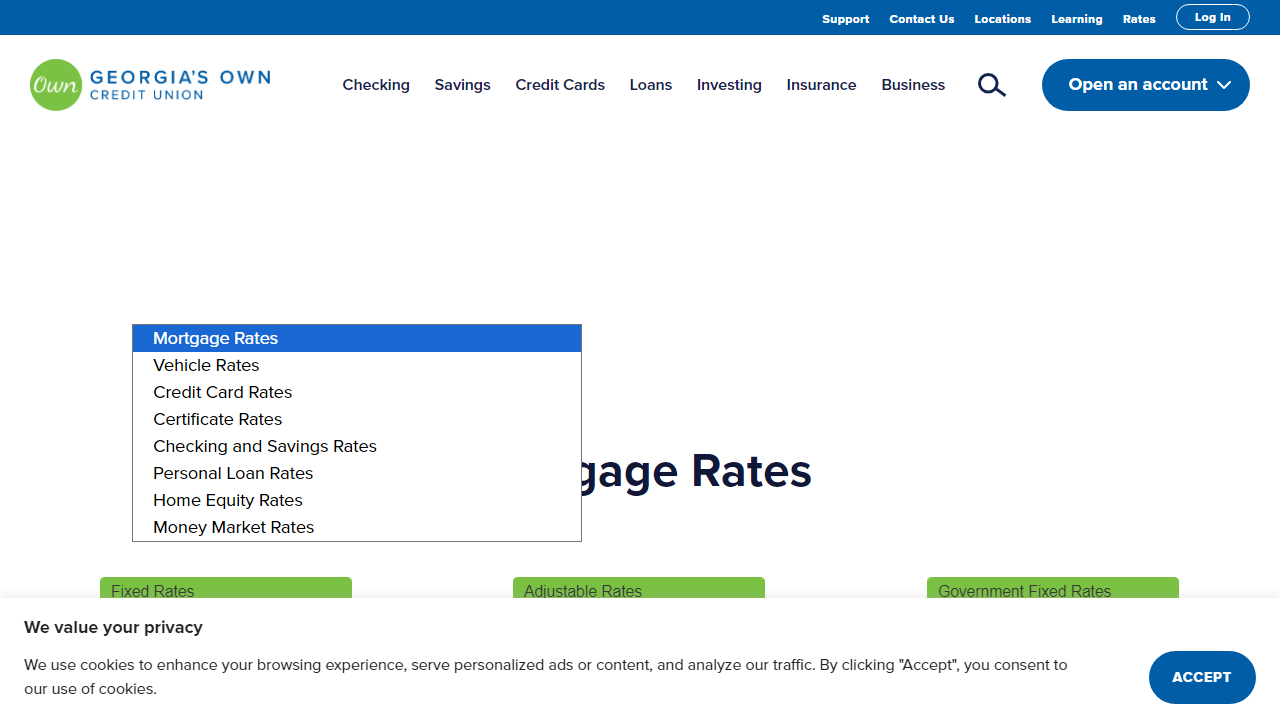 Support Contact Us Locations Learning Rates Log In
Own GEORGIA'S OWN
CREDIT UNION
Checking Savings Credit Cards Loans Investing Insurance Business Open an account
Mortgage Rates
Vehicle Rates
Credit Card Rates
Certificate Rates
Checking and Savings Rates
Personal Loan Rates
Home Equity Rates
Money Market Rates
gage Rates
Fixed Rates Adjustable Rates Government Fixed Rates
We value your privacy
We use cookies to enhance your browsing experience, serve personalized ads or content, and analyze our traffic. By clicking "Accept", you consent to
our use of cookies.
ACCEPT